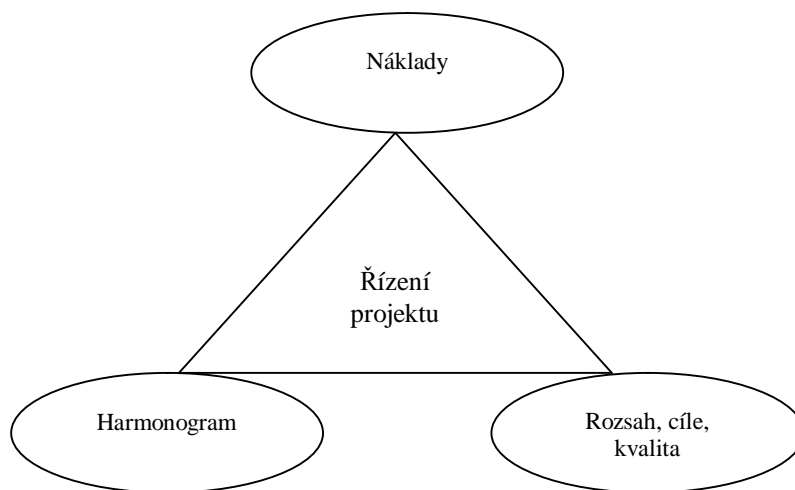 Náklady
Řízení
projektu
Harmonogram
Rozsah, cíle,
kvalita